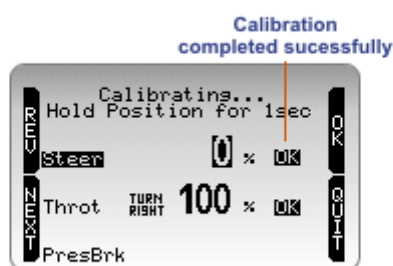 Calibration
completed sucessfully
Calibrating...
Hold Position for 1sec
REV
OK
Steer [0] % OK
NEXT
Throt TURN RIGHT 100 % OK
QUIT
PresBrk